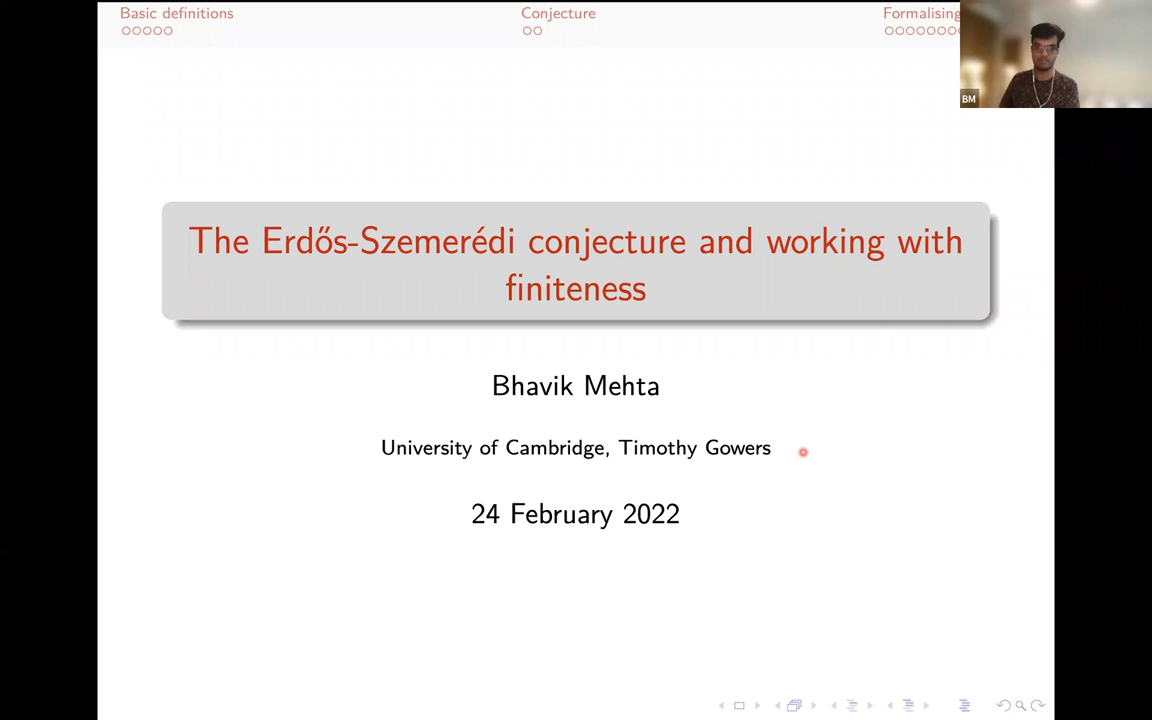 Basic definitions Conjecture Formalising
BM
The Erdős-Szemerédi conjecture and working with
finiteness
Bhavik Mehta
University of Cambridge, Timothy Gowers
24 February 2022